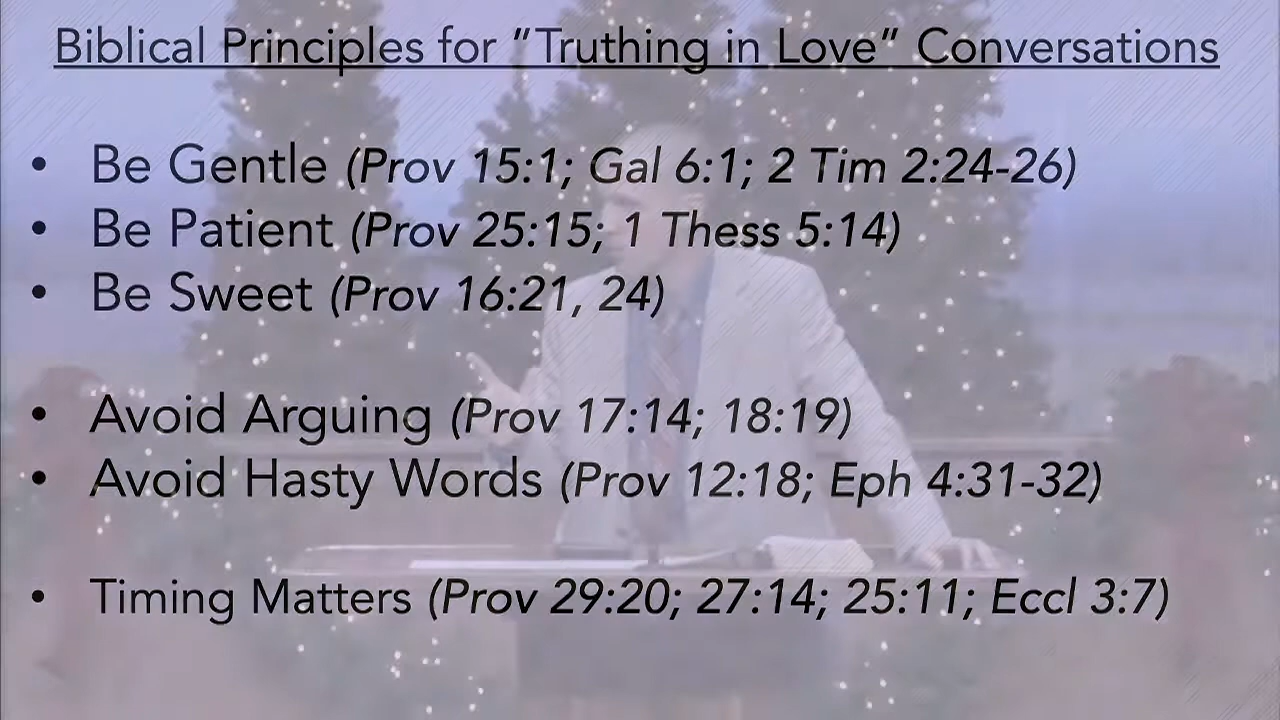 Biblical Principles for ”Truthing in Love” Conversations
• Be Gentle (Prov 15:1; Gal 6:1; 2 Tim 2:24-26)
• Be Patient (Prov 25:15; 1 Thess 5:14)
• Be Sweet (Prov 16:21, 24)
• Avoid Arguing (Prov 17:14; 18:19)
• Avoid Hasty Words (Prov 12:18; Eph 4:31-32)
• Timing Matters (Prov 29:20; 27:14; 25:11; Eccl 3:7)